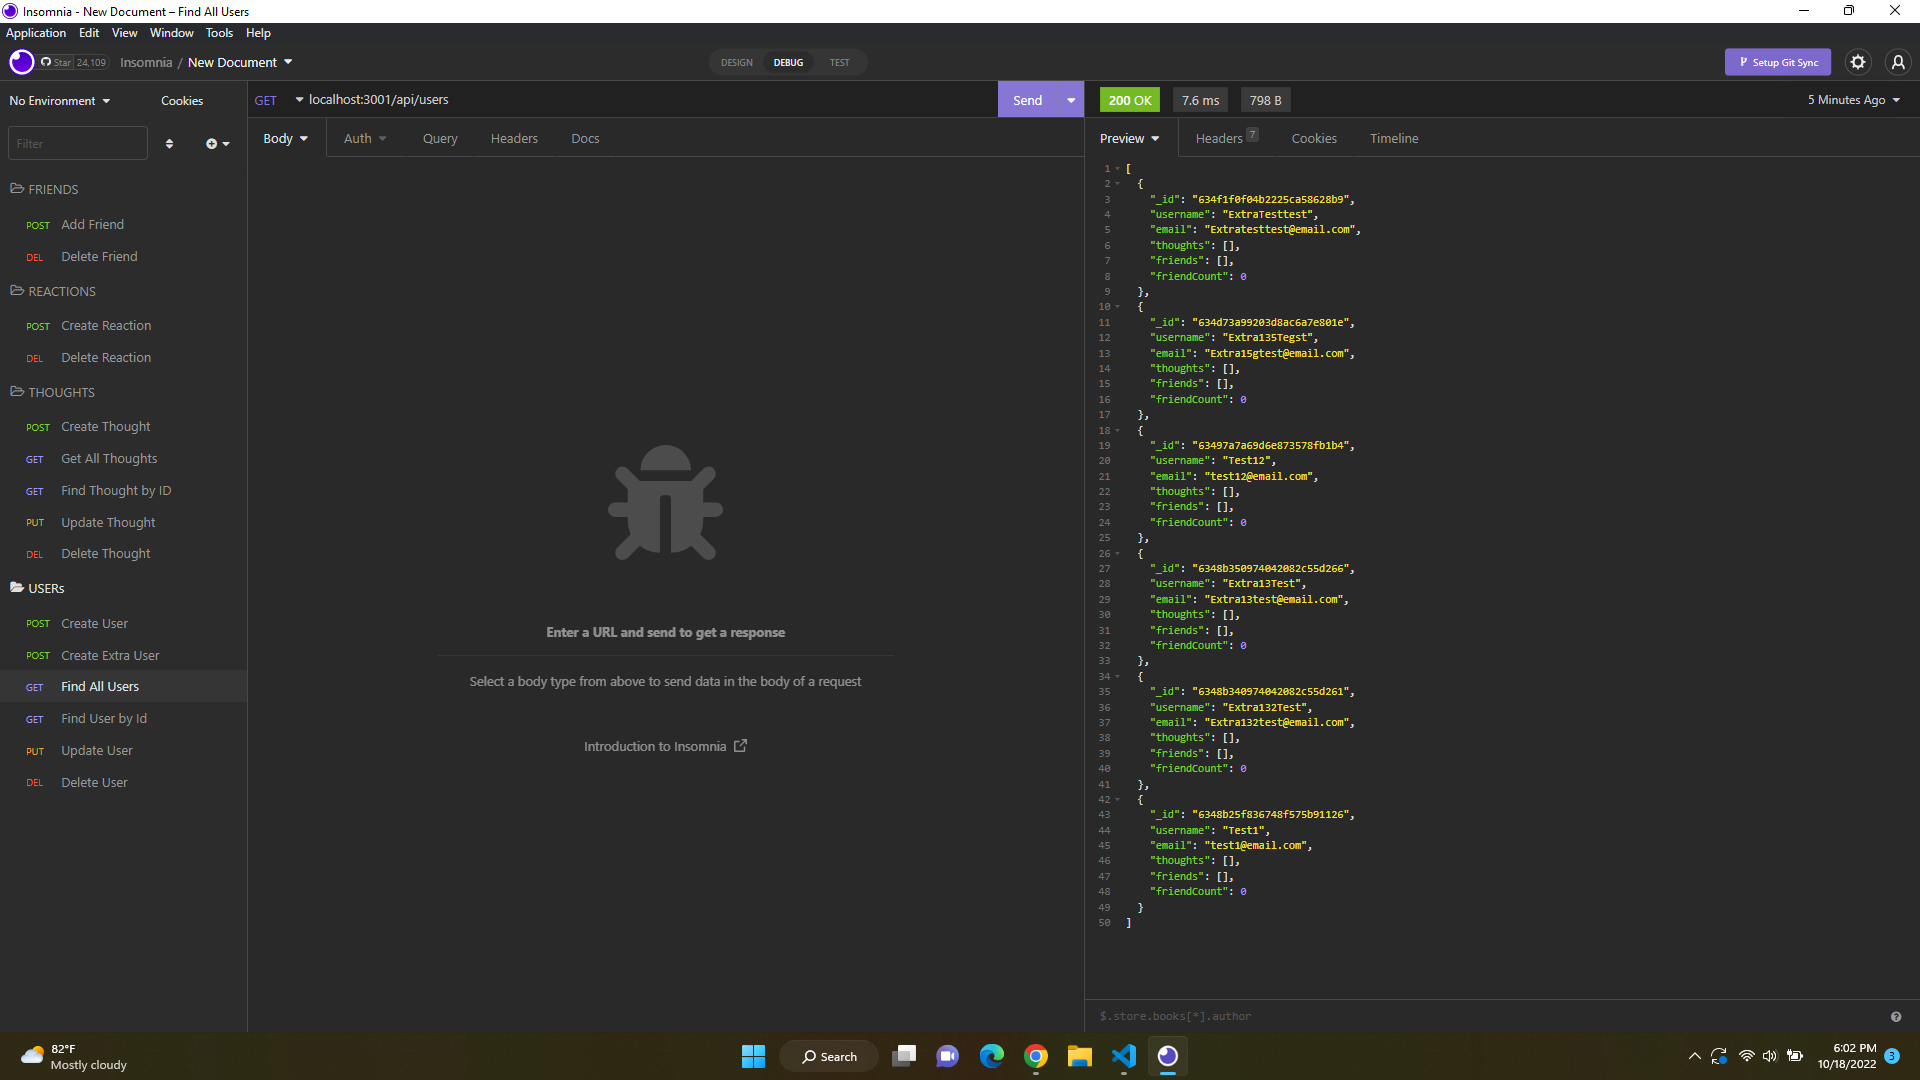 Insomnia - New Document – Find All Users
Application Edit View Window Tools Help
Star 24,109 Insomnia / New Document DESIGN DEBUG TEST Setup Git Sync
No Environment Cookies
Filter
FRIENDS
POST Add Friend
DEL Delete Friend
REACTIONS
POST Create Reaction
DEL Delete Reaction
THOUGHTS
POST Create Thought
GET Get All Thoughts
GET Find Thought by ID
PUT Update Thought
DEL Delete Thought
USERs
POST Create User
POST Create Extra User
GET Find All Users
GET Find User by Id
PUT Update User
DEL Delete User
GET localhost:3001/api/users Send
Body Auth Query Headers Docs
Enter a URL and send to get a response
Select a body type from above to send data in the body of a request
Introduction to Insomnia
200 OK 7.6 ms 798 B 5 Minutes Ago
Preview Headers 7 Cookies Timeline
1 [
2 {
3 "_id": "634f1f0f04b2225ca58628b9",
4 "username": "ExtraTesttest",
5 "email": "Extratesttest@email.com",
6 "thoughts": [],
7 "friends": [],
8 "friendCount": 0
9 },
10 {
11 "_id": "634d73a99203d8ac6a7e801e",
12 "username": "Extra135Tegst",
13 "email": "Extra15gtest@email.com",
14 "thoughts": [],
15 "friends": [],
16 "friendCount": 0
17 },
18 {
19 "_id": "63497a7a69d6e873578fb1b4",
20 "username": "Test12",
21 "email": "test12@email.com",
22 "thoughts": [],
23 "friends": [],
24 "friendCount": 0
25 },
26 {
27 "_id": "6348b350974042082c55d266",
28 "username": "Extra13Test",
29 "email": "Extra13test@email.com",
30 "thoughts": [],
31 "friends": [],
32 "friendCount": 0
33 },
34 {
35 "_id": "6348b340974042082c55d261",
36 "username": "Extra132Test",
37 "email": "Extra132test@email.com",
38 "thoughts": [],
39 "friends": [],
40 "friendCount": 0
41 },
42 {
43 "_id": "6348b25f836748f575b91126",
44 "username": "Test1",
45 "email": "test1@email.com",
46 "thoughts": [],
47 "friends": [],
48 "friendCount": 0
49 }
50 ]
$.store.books[*].author
82°F
Mostly cloudy
Search
6:02 PM
10/18/2022
3